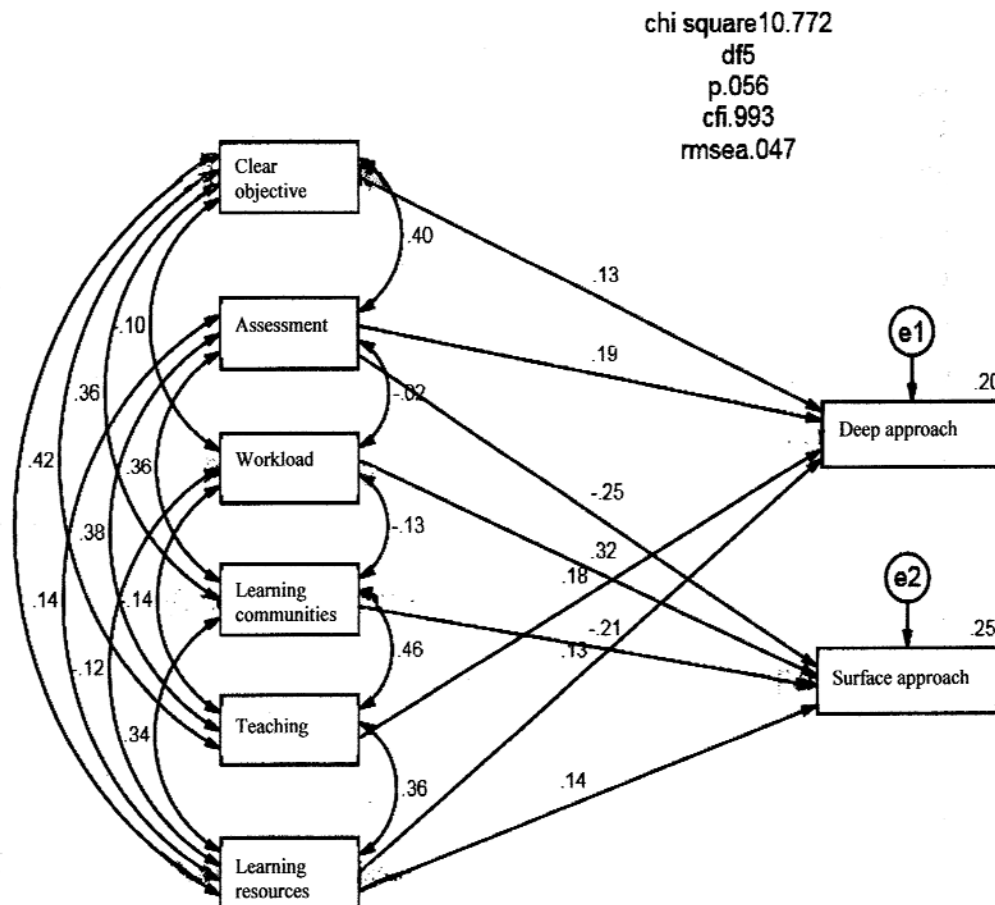 chi square10.772
df5
p.056
cfi.993
rmsea.047
Clear
objective
.40
.13
Assessment
e1
-.10
.19
-.02
.20
.36
Deep approach
Workload
.42
.36
-.25
-.13
.38
.32
e2
.18
Learning
communities
.14
-.14
-.21
.46
.13
.25
-.12
Surface approach
Teaching
.34
.36
.14
Learning
resources